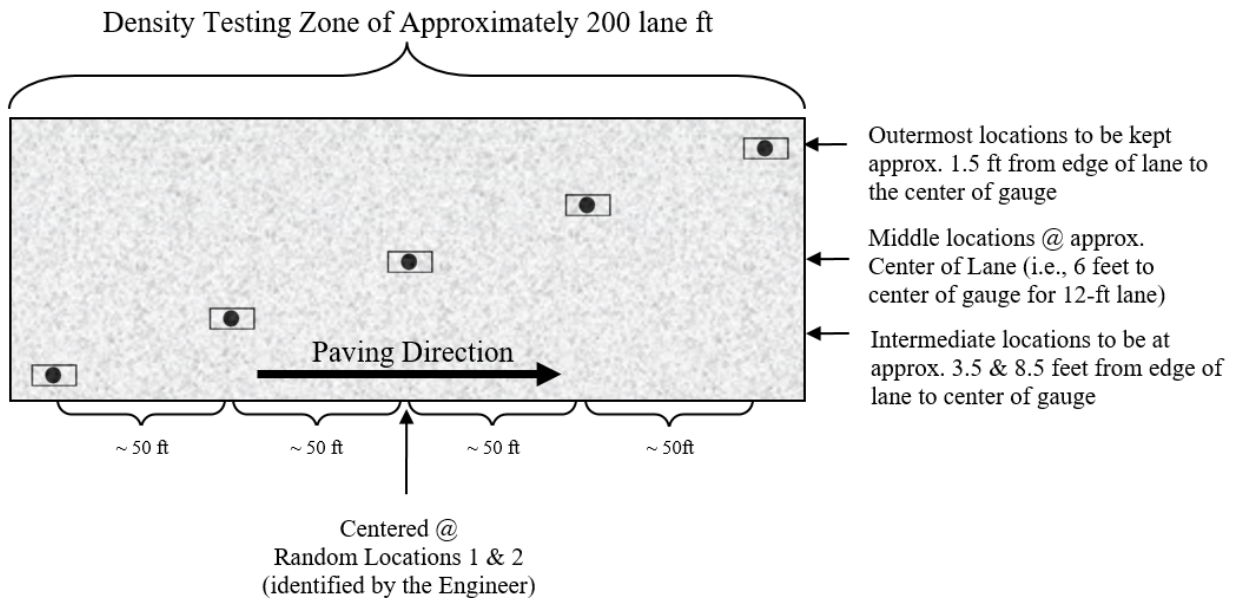 Density Testing Zone of Approximately 200 lane ft
Outermost locations to be kept
approx. 1.5 ft from edge of lane to
the center of gauge
Middle locations @ approx.
Center of Lane (i.e., 6 feet to
center of gauge for 12-ft lane)
Intermediate locations to be at
approx. 3.5 & 8.5 feet from edge of
lane to center of gauge
Paving Direction
~ 50 ft
~ 50 ft
~ 50 ft
~ 50ft
Centered @
Random Locations 1 & 2
(identified by the Engineer)